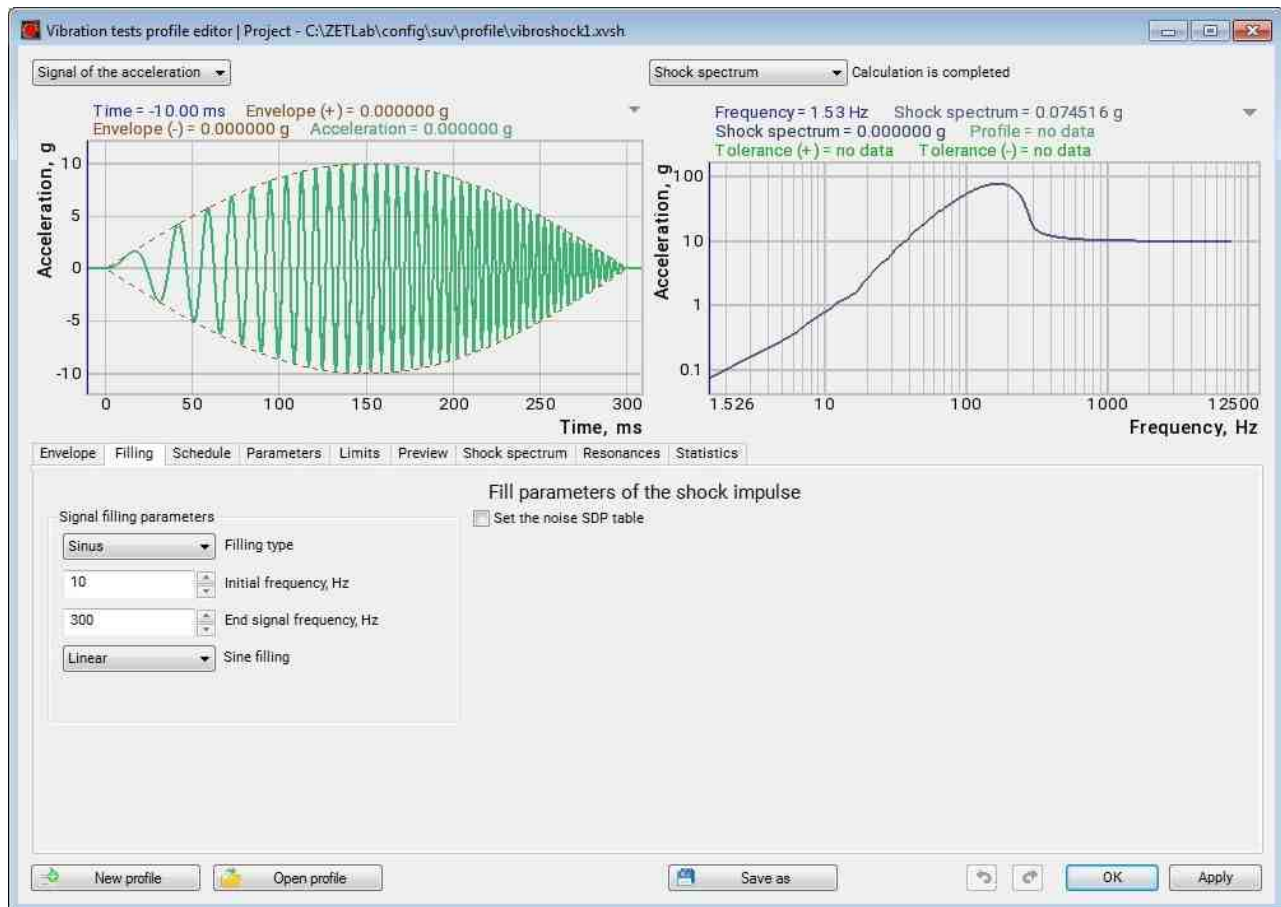 Vibration tests profile editor | Project - C:\ZETLab\config\suv\profile\vibroshock1.xvsh
Signal of the acceleration
Shock spectrum Calculation is completed
Time = -10.00 ms Envelope (+) = 0.000000 g
Envelope (-) = 0.000000 g Acceleration = 0.000000 g
Acceleration, g
10
5
0
-5
-10
0 50 100 150 200 250 300
Time, ms
Frequency = 1.53 Hz Shock spectrum = 0.074516 g
Shock spectrum = 0.000000 g Profile = no data
Tolerance (+) = no data Tolerance (-) = no data
Acceleration, g
100
10
1
0.1
1.526 10 100 1000 12500
Frequency, Hz
Envelope Filling Schedule Parameters Limits Preview Shock spectrum Resonances Statistics
Fill parameters of the shock impulse
Signal filling parameters
Set the noise SDP table
Sinus Filling type
10 Initial frequency, Hz
300 End signal frequency, Hz
Linear Sine filling
New profile Open profile Save as OK Apply